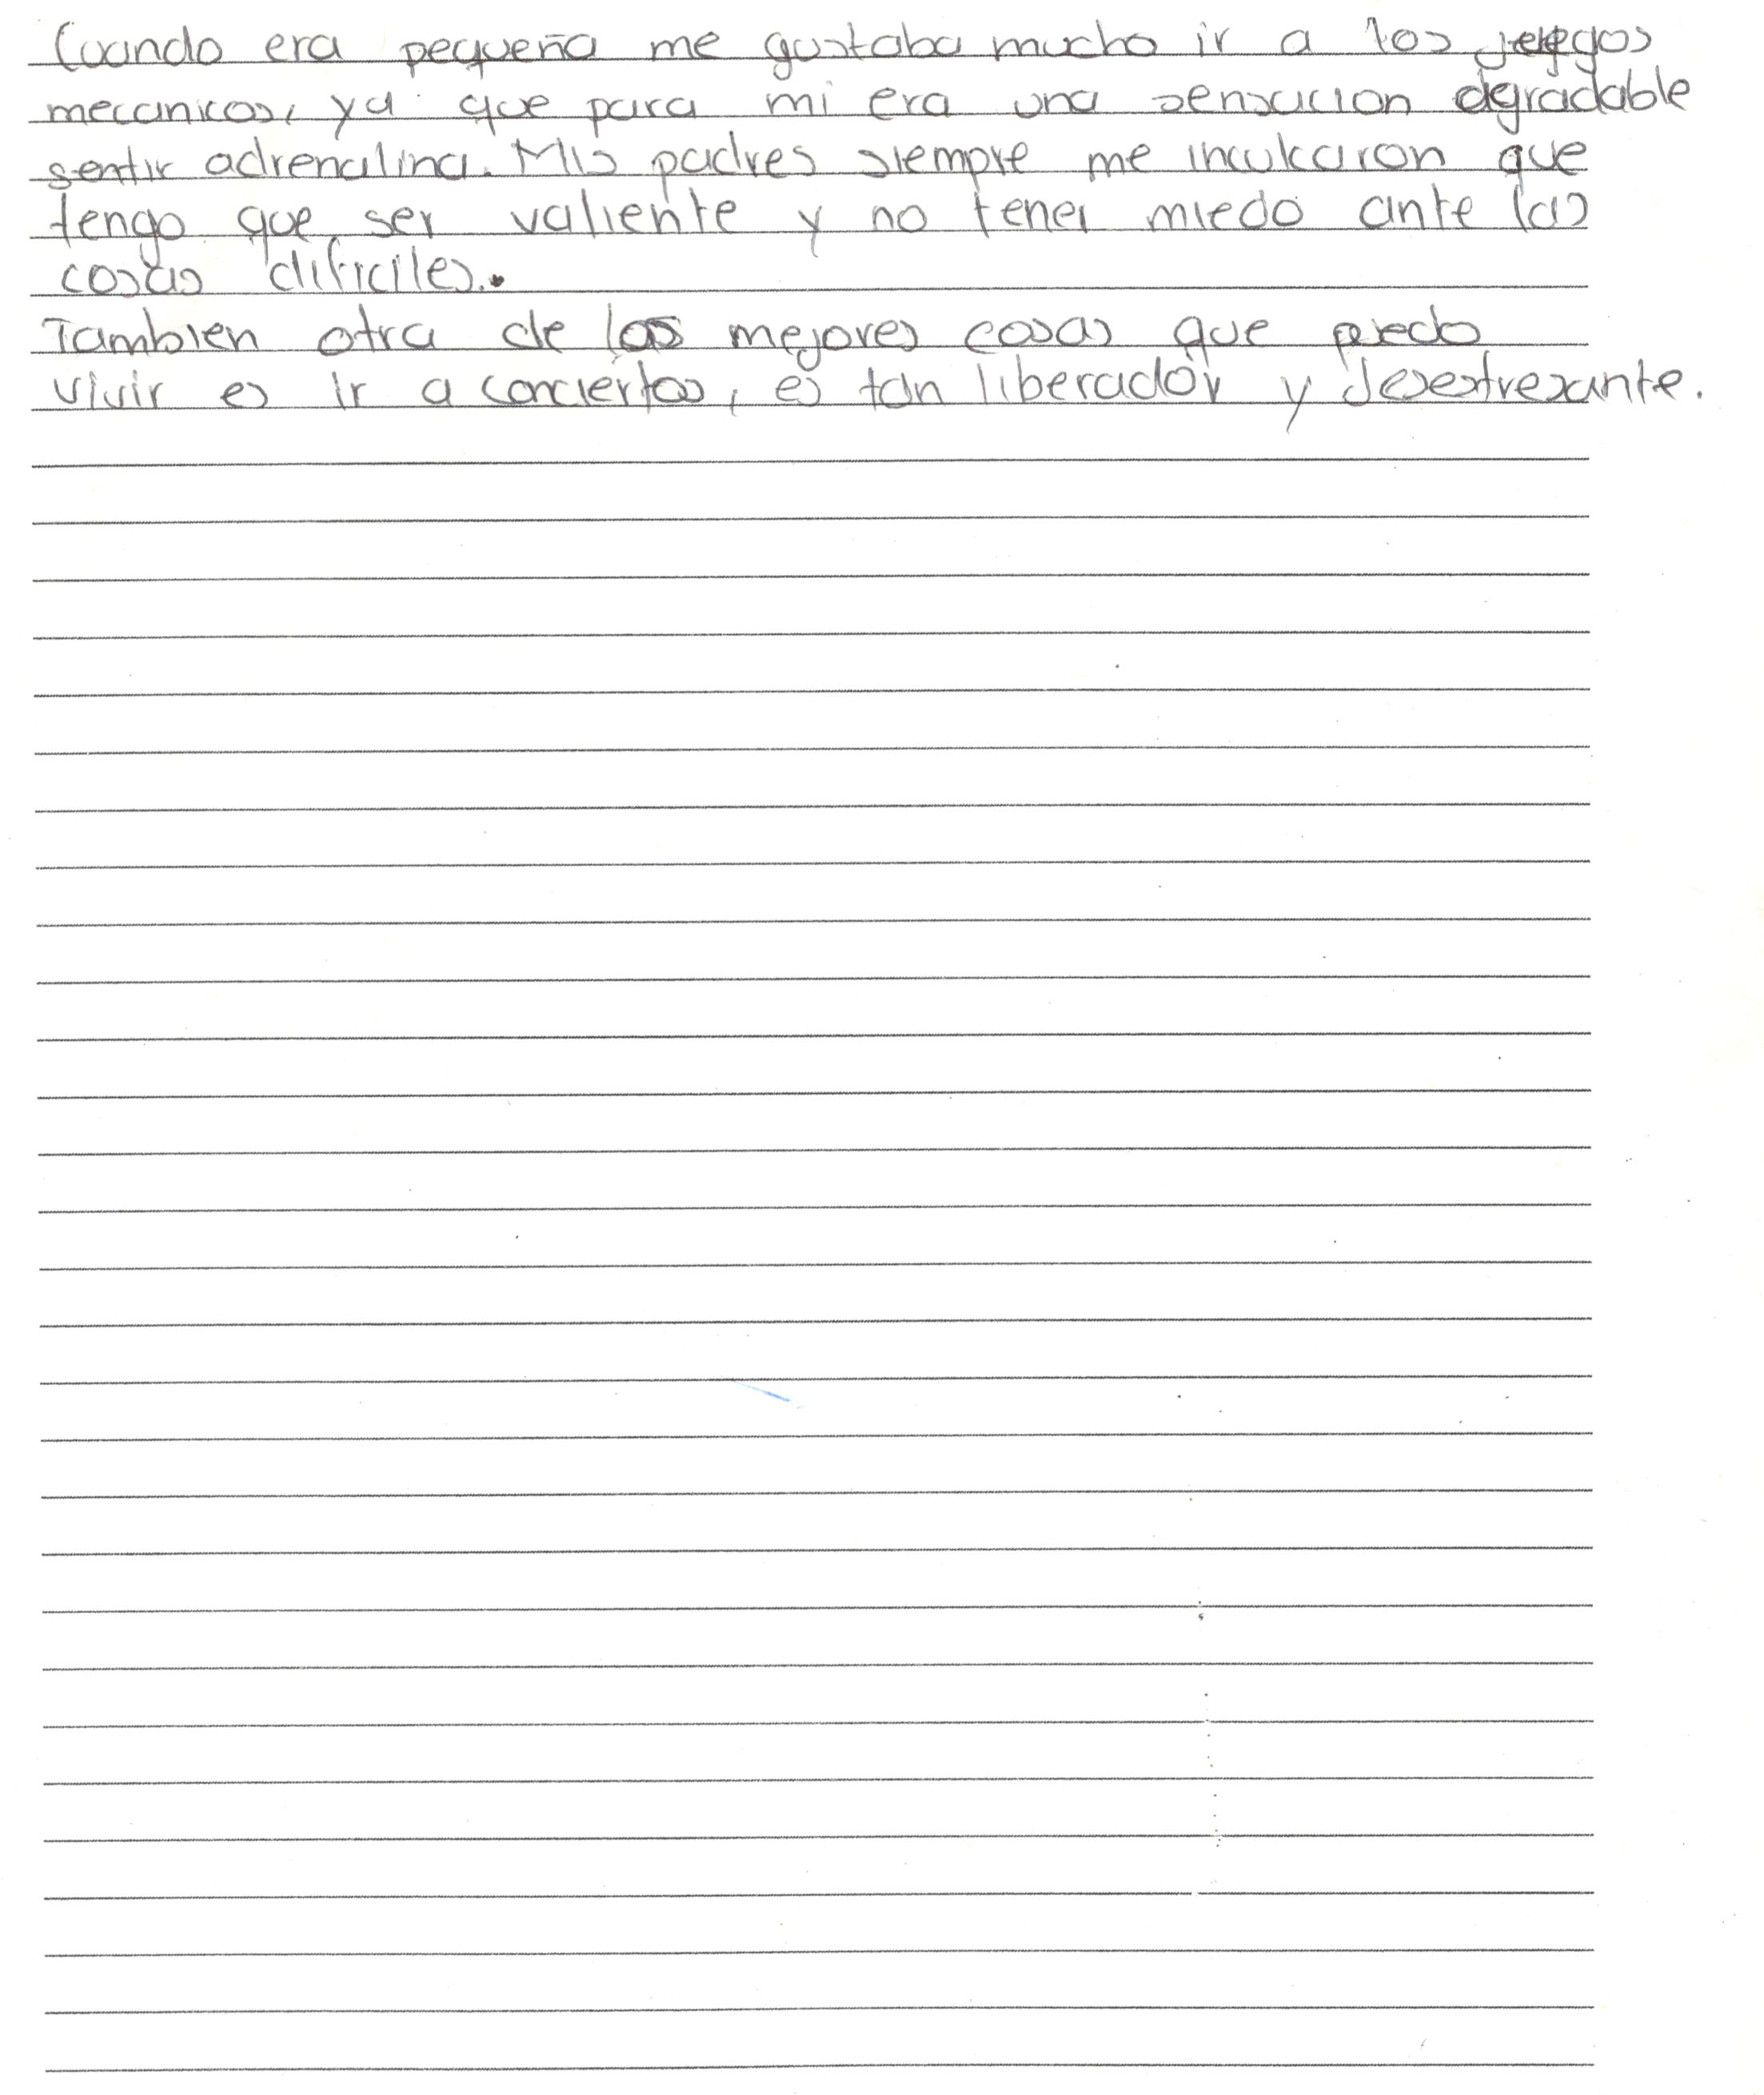 Cuando era pequeña me gustaba mucho ir a los juegos
mecanicos, ya que para mi era una sensacion agradable
sentir adrenalina. Mis padres siempre me inculcaron que
tengo que ser valiente y no tener miedo ante las
cosas dificiles.
Tambien otra de las mejores cosas que puedo
vivir es ir a conciertos, es tan liberador y desestresante.